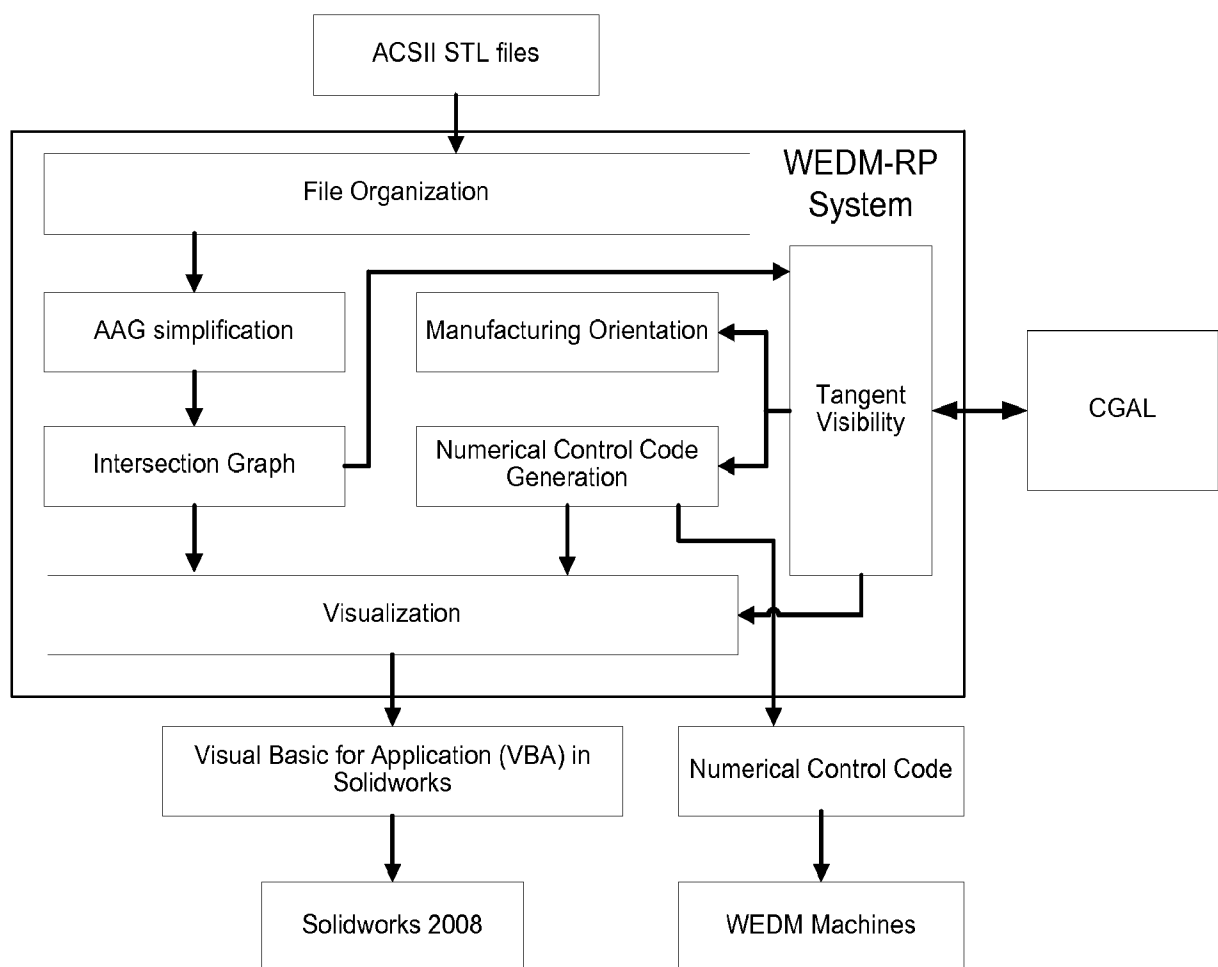 ACSII STL files
WEDM-RP
System
File Organization
AAG simplification
Manufacturing Orientation
Tangent
Visibility
CGAL
Intersection Graph
Numerical Control Code
Generation
Visualization
Visual Basic for Application (VBA) in
Solidworks
Numerical Control Code
Solidworks 2008
WEDM Machines